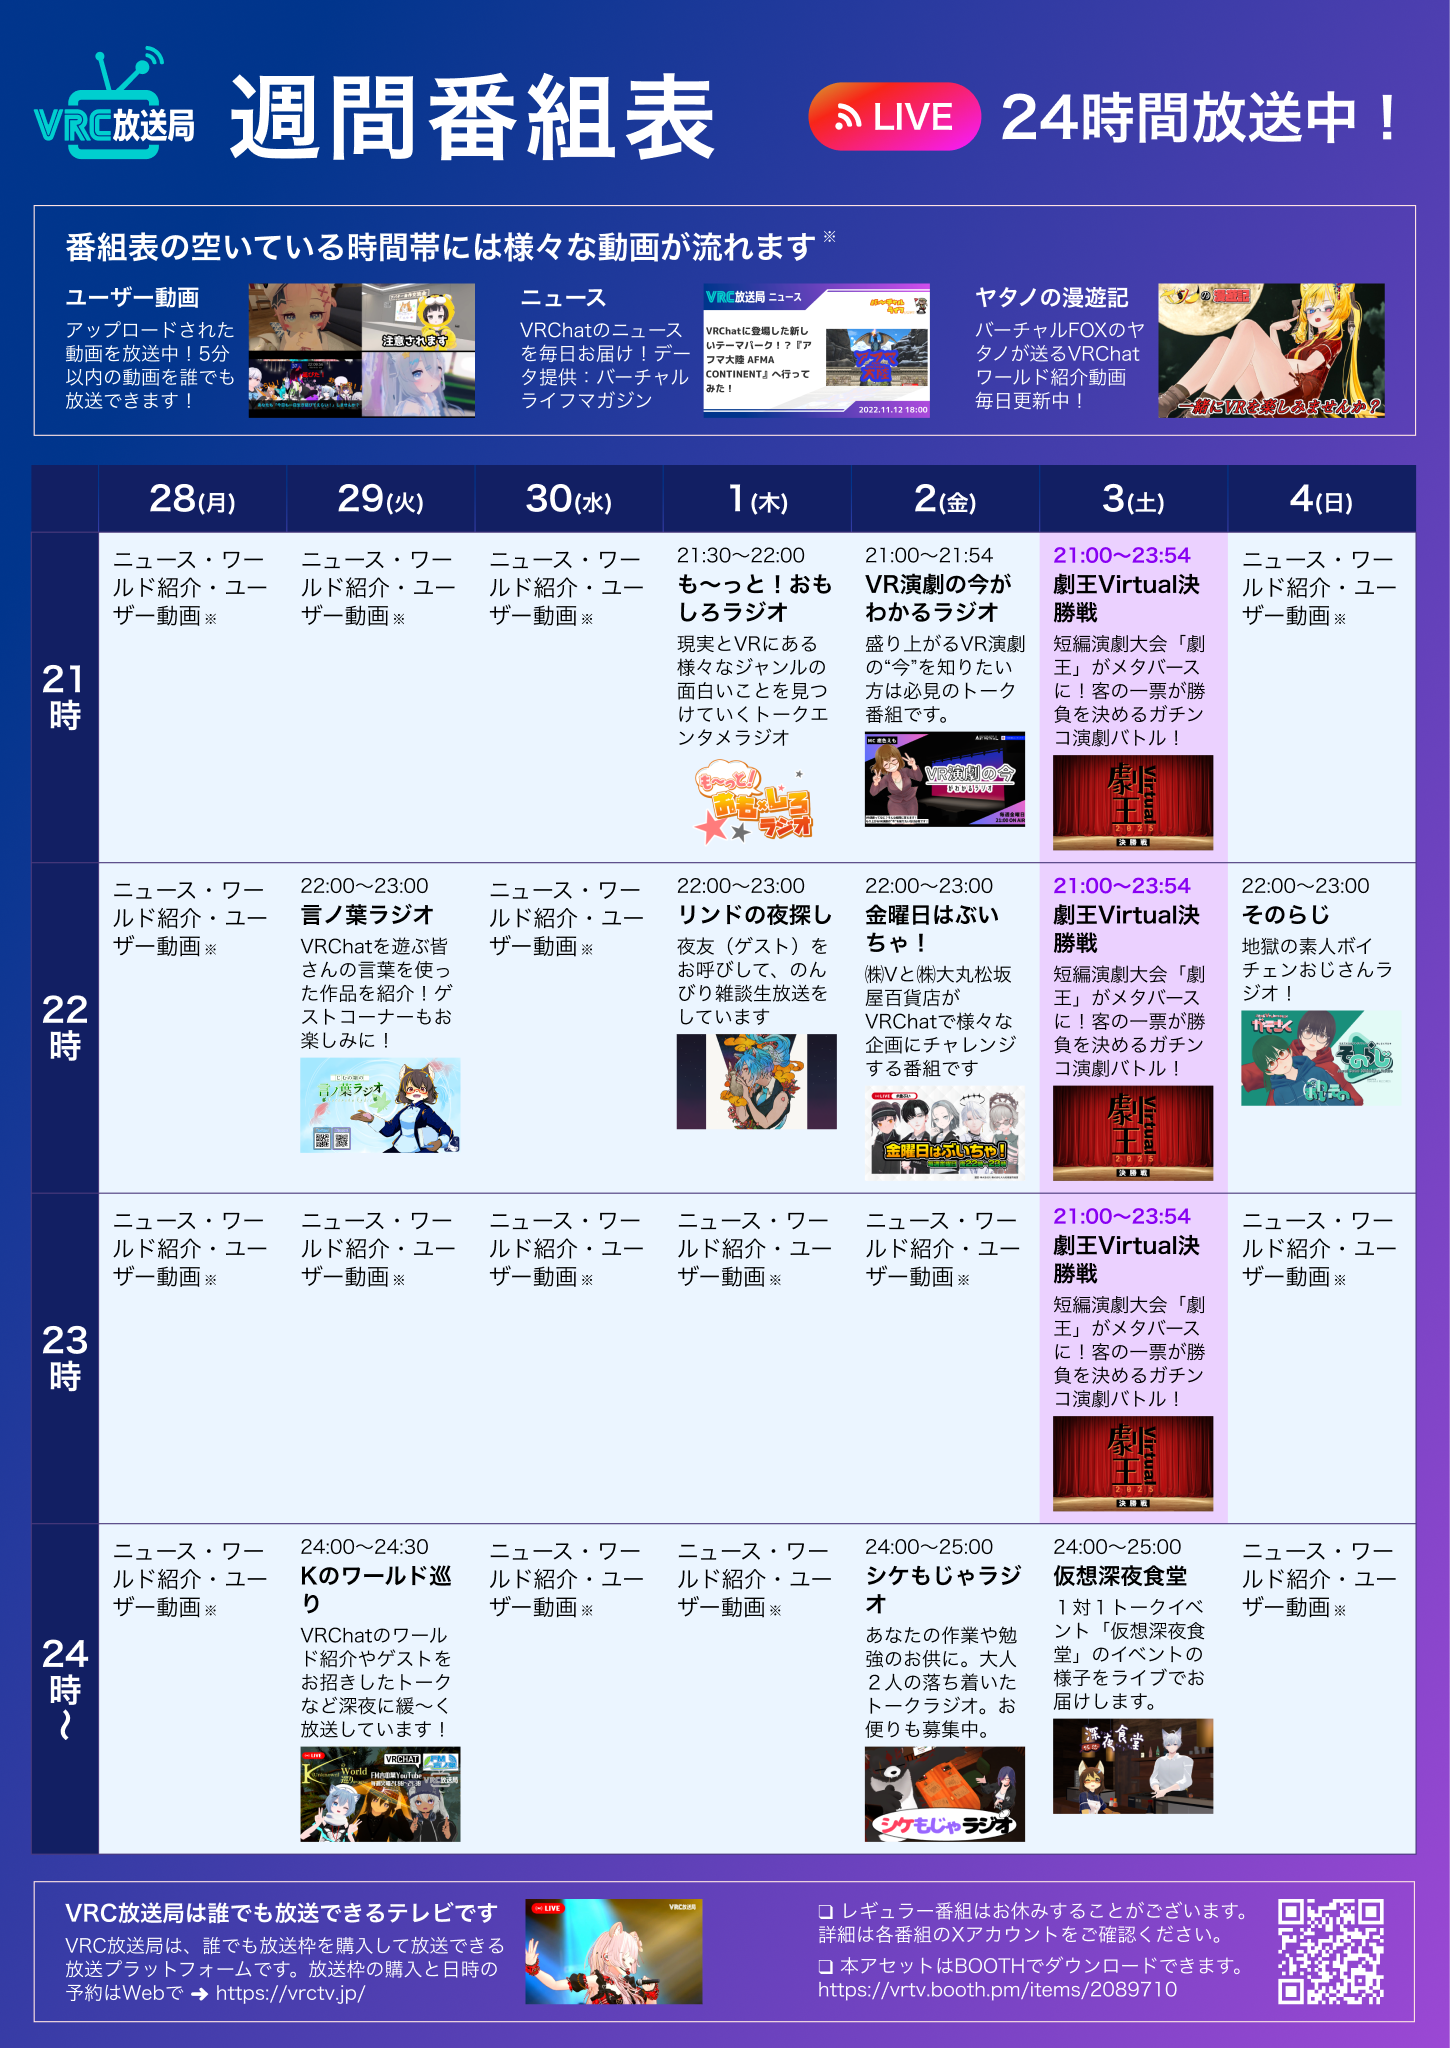 VRC放送局
週間番組表
LIVE
24時間放送中！
番組表の空いている時間帯には様々な動画が流れます※
ユーザー動画
アップロードされた
動画を放送中！5分
以内の動画を誰でも
放送できます！
注意されます
ニュース
VRChatのニュース
を毎日お届け！デー
タ提供：バーチャル
ライフマガジン
VRC放送局 ニュース
VRChatに登場した新し
いテーマパーク！？『ア
フマ大陸 AFMA
CONTINENT』へ行って
みた！
2022.11.12 18:00
ヤタノの漫遊記
バーチャルFOXのヤ
タノが送るVRChat
ワールド紹介動画
毎日更新中！
一緒にVRを楽しみませんか？
28(月)
29(火)
30(水)
1(木)
2(金)
3(土)
4(日)
21
時
ニュース・ワー
ルド紹介・ユー
ザー動画※
ニュース・ワー
ルド紹介・ユー
ザー動画※
ニュース・ワー
ルド紹介・ユー
ザー動画※
21:30〜22:00
も〜っと！おも
しろラジオ
現実とVRにある
様々なジャンルの
面白いことを見つ
けていくトークエ
ンタメラジオ
も〜っと!
おも×しろ
ラジオ
21:00〜21:54
VR演劇の今が
わかるラジオ
盛り上がるVR演劇
の“今”を知りたい
方は必見のトーク
番組です。
VR演劇の今
がわかるラジオ
毎週金曜日
21:00 ON AIR
21:00〜23:54
劇王Virtual決
勝戦
短編演劇大会「劇
王」がメタバース
に！客の一票が勝
負を決めるガチン
コ演劇バトル！
劇王
Virtual
2025
決勝戦
ニュース・ワー
ルド紹介・ユー
ザー動画※
22
時
ニュース・ワー
ルド紹介・ユー
ザー動画※
22:00〜23:00
言ノ葉ラジオ
VRChatを遊ぶ皆
さんの言葉を使っ
た作品を紹介！ゲ
ストコーナーもお
楽しみに！
言ノ葉ラジオ
ニュース・ワー
ルド紹介・ユー
ザー動画※
22:00〜23:00
リンドの夜探し
夜友（ゲスト）を
お呼びして、のん
びり雑談生放送を
しています
22:00〜23:00
金曜日はぶい
ちゃ！
㈱Vと㈱大丸松坂
屋百貨店が
VRChatで様々な
企画にチャレンジ
する番組です
LIVE
金曜日はぶいちゃ!
21:00〜23:54
劇王Virtual決
勝戦
短編演劇大会「劇
王」がメタバース
に！客の一票が勝
負を決めるガチン
コ演劇バトル！
劇王
Virtual
2025
決勝戦
22:00〜23:00
そのらじ
地獄の素人ボイ
チェンおじさんラ
ジオ！
そのらじ
23
時
ニュース・ワー
ルド紹介・ユー
ザー動画※
ニュース・ワー
ルド紹介・ユー
ザー動画※
ニュース・ワー
ルド紹介・ユー
ザー動画※
ニュース・ワー
ルド紹介・ユー
ザー動画※
ニュース・ワー
ルド紹介・ユー
ザー動画※
21:00〜23:54
劇王Virtual決
勝戦
短編演劇大会「劇
王」がメタバース
に！客の一票が勝
負を決めるガチン
コ演劇バトル！
劇王
Virtual
2025
決勝戦
ニュース・ワー
ルド紹介・ユー
ザー動画※
24
時
〜
ニュース・ワー
ルド紹介・ユー
ザー動画※
24:00〜24:30
Kのワールド巡
り
VRChatのワール
ド紹介やゲストを
お招きしたトーク
など深夜に緩〜く
放送しています！
LIVE
VRCHAT
World
巡り
VRC放送局
ニュース・ワー
ルド紹介・ユー
ザー動画※
ニュース・ワー
ルド紹介・ユー
ザー動画※
24:00〜25:00
シケもじゃラジ
オ
あなたの作業や勉
強のお供に。大人
２人の落ち着いた
トークラジオ。お
便りも募集中。
シケもじゃラジオ
24:00〜25:00
仮想深夜食堂
１対１トークイベ
ント「仮想深夜食
堂」のイベントの
様子をライブでお
届けします。
深夜食堂
ニュース・ワー
ルド紹介・ユー
ザー動画※
VRC放送局は誰でも放送できるテレビです
VRC放送局は、誰でも放送枠を購入して放送できる
放送プラットフォームです。放送枠の購入と日時の
予約はWebで ➜ https://vrctv.jp/
LIVE
VRC放送局
❏ レギュラー番組はお休みすることがございます。
詳細は各番組のXアカウントをご確認ください。
❏ 本アセットはBOOTHでダウンロードできます。
https://vrtv.booth.pm/items/2089710